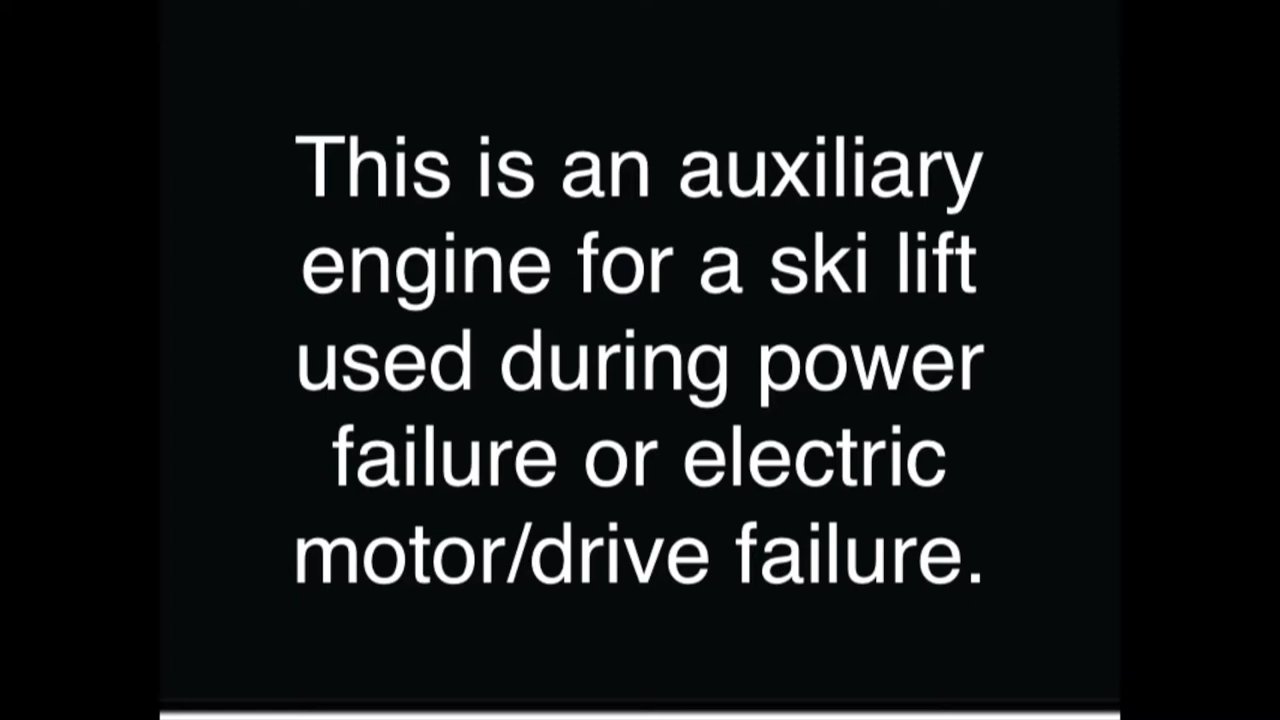 This is an auxiliary
engine for a ski lift
used during power
failure or electric
motor/drive failure.